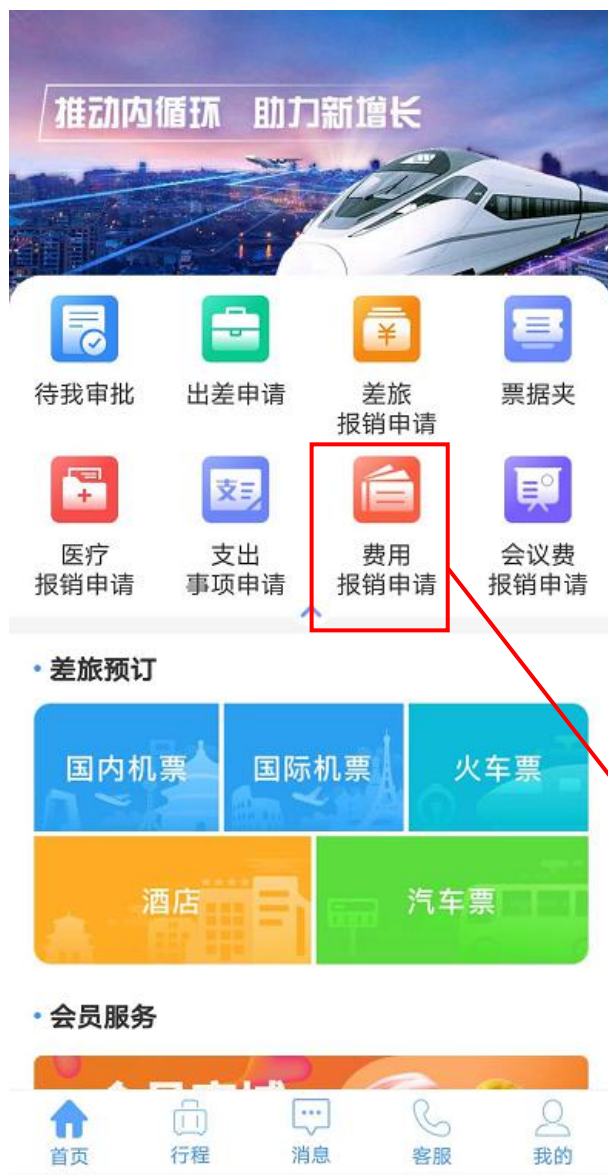 推动内循环 助力新增长
待我审批 出差申请 差旅 票据夹
报销申请
医疗 支出 费用 会议费
报销申请 事项申请 报销申请 报销申请
差旅预订
国内机票 国际机票 火车票
酒店 汽车票
会员服务
首页 行程 消息 客服 我的